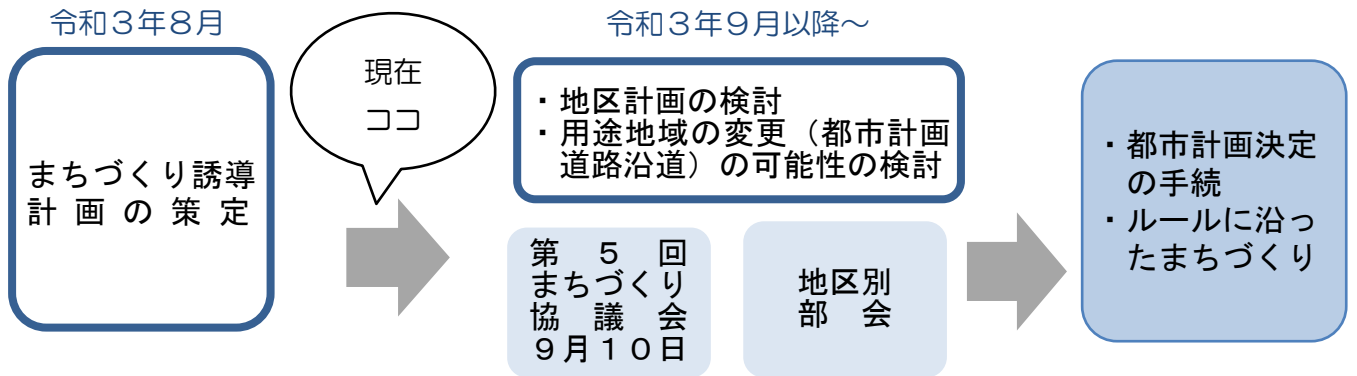 令和３年８月
まちづくり誘導
計画の策定
現在
ココ
令和３年９月以降～
・地区計画の検討
・用途地域の変更（都市計画
道路沿道）の可能性の検討
第５回
まちづくり
協議会
９月１０日
地区別
部会
・都市計画決定
の手続
・ルールに沿っ
たまちづくり